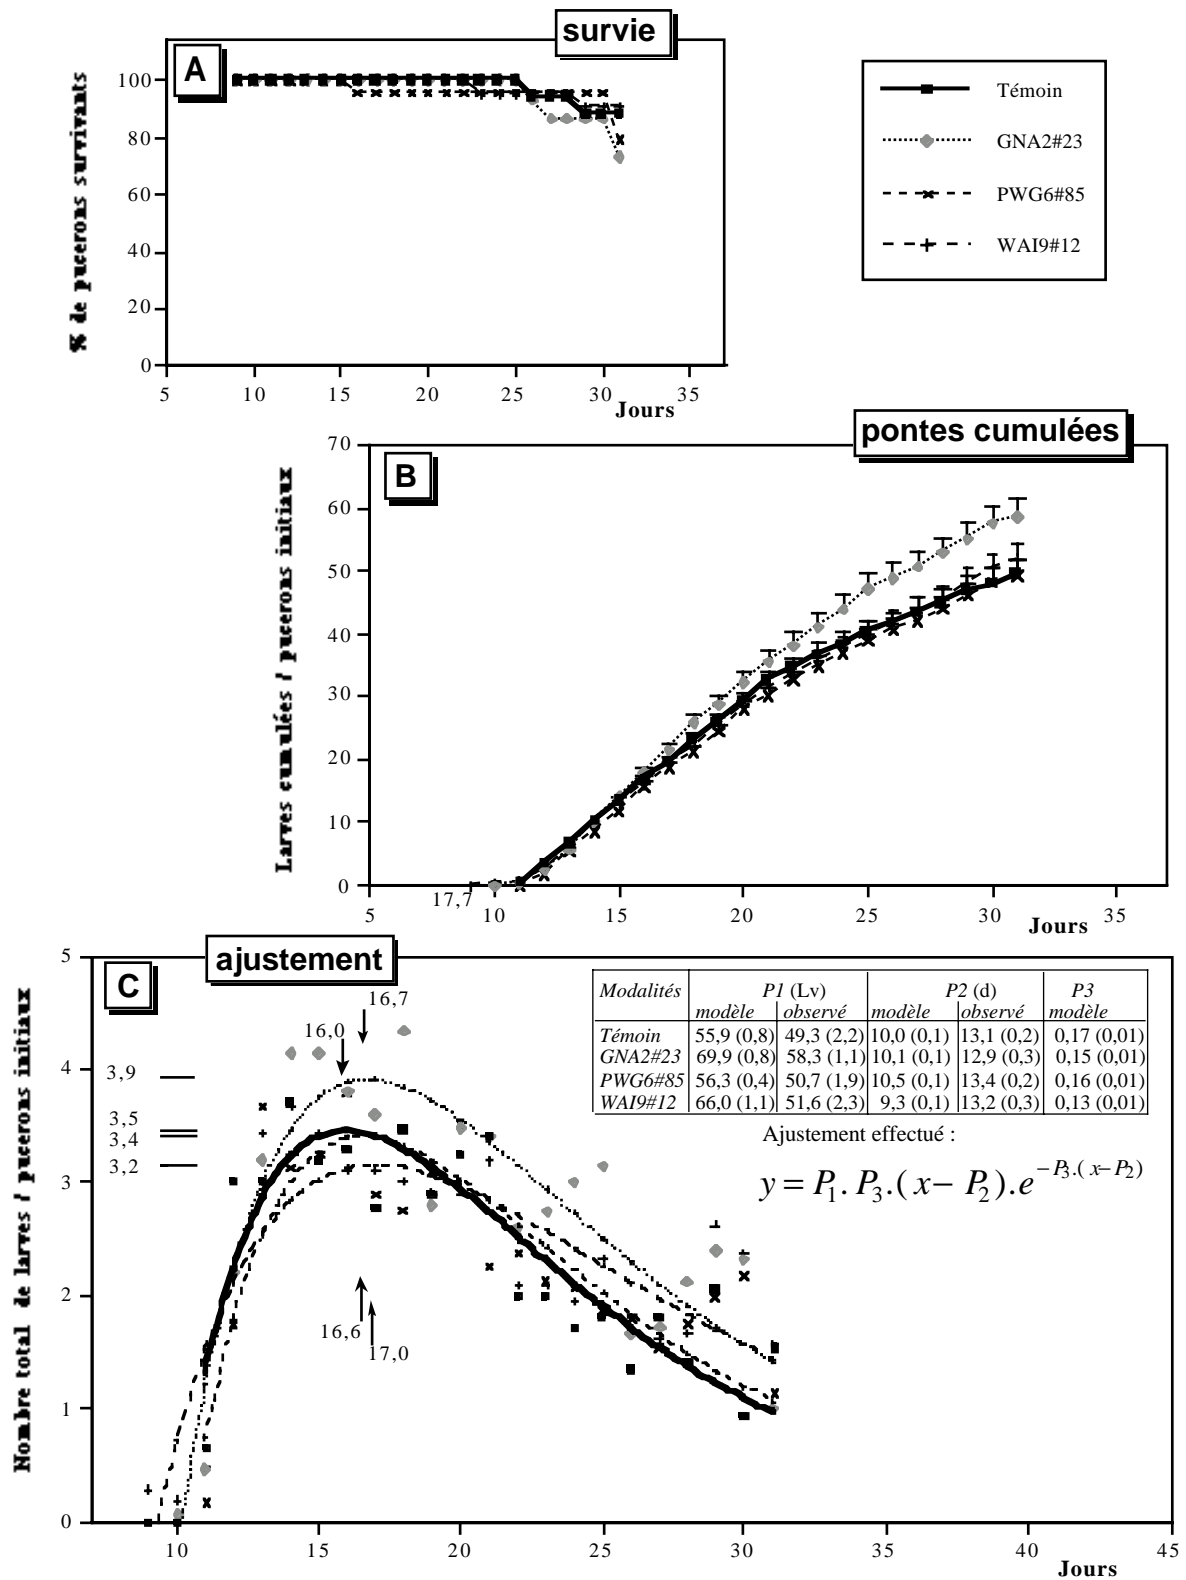 survie
A
% de pucerons survivants
100
80
60
40
20
0
5 10 15 20 25 30 35
Jours
Témoin
GNA2#23
PWG6#85
WAI9#12
pontes cumulées
B
Larves cumulées / pucerons initiaux
70
60
50
40
30
20
10
0
17,7
5 10 15 20 25 30 35
Jours
ajustement
C
Nombre total de larves / pucerons initiaux
5
4
3,9
3,5
3,4
3,2
3
2
1
0
16,7
16,0
16,6
17,0
Modalités P1 (Lv) P2 (d) P3
modèle observé modèle observé modèle
Témoin 55,9 (0,8) 49,3 (2,2) 10,0 (0,1) 13,1 (0,2) 0,17 (0,01)
GNA2#23 69,9 (0,8) 58,3 (1,1) 10,1 (0,1) 12,9 (0,3) 0,15 (0,01)
PWG6#85 56,3 (0,4) 50,7 (1,9) 10,5 (0,1) 13,4 (0,2) 0,16 (0,01)
WAI9#12 66,0 (1,1) 51,6 (2,3) 9,3 (0,1) 13,2 (0,3) 0,13 (0,01)
Ajustement effectué :
y = P₁. P₃.( x− P₂). e^−P₃.( x−P₂)
10 15 20 25 30 35 40 45
Jours